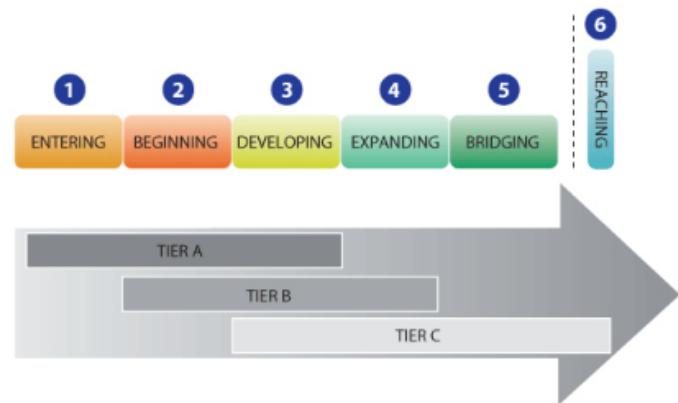 6
1 2 3 4 5
ENTERING BEGINNING DEVELOPING EXPANDING BRIDGING REACHING
TIER A
TIER B
TIER C